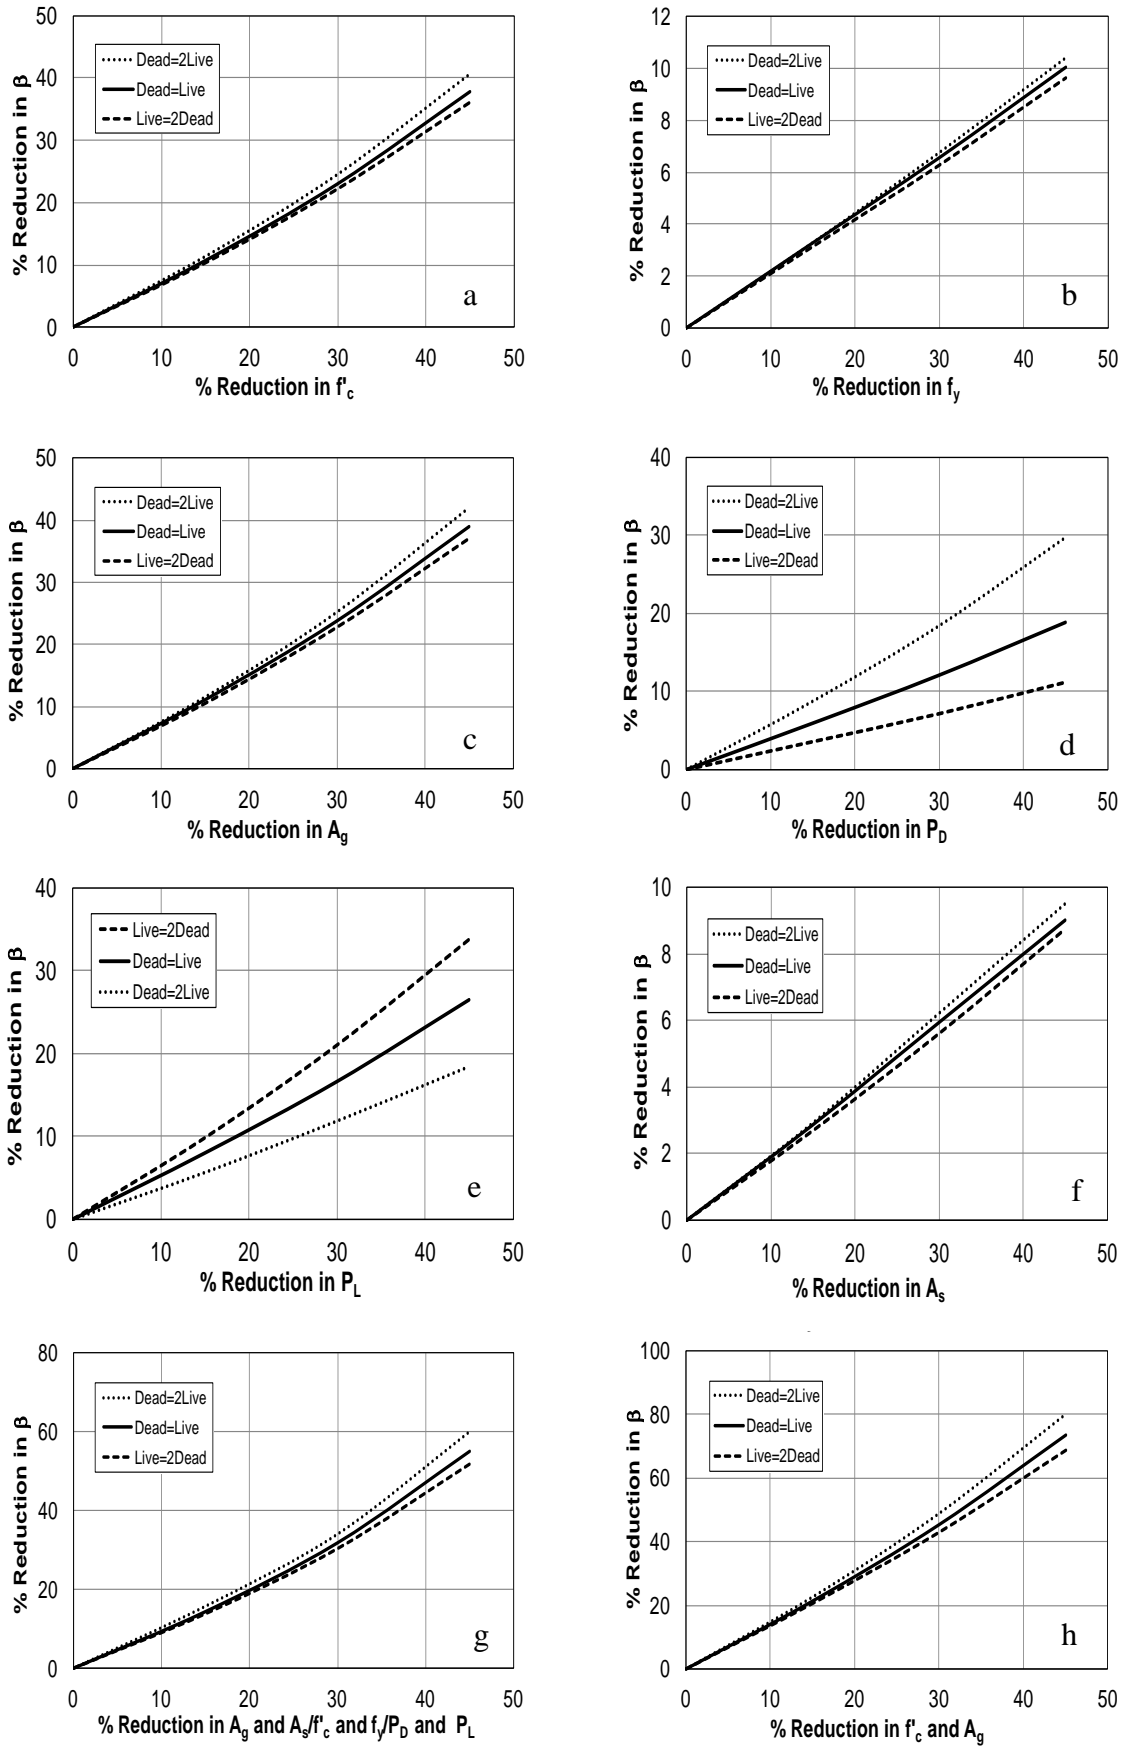 50
40
30
20
10
0
% Reduction in β
Dead=2Live
Dead=Live
Live=2Dead
a
0 10 20 30 40 50
% Reduction in f'c
12
10
8
6
4
2
0
% Reduction in β
Dead=2Live
Dead=Live
Live=2Dead
b
0 10 20 30 40 50
% Reduction in fy
50
40
30
20
10
0
% Reduction in β
Dead=2Live
Dead=Live
Live=2Dead
c
0 10 20 30 40 50
% Reduction in Ag
40
30
20
10
0
% Reduction in β
Dead=2Live
Dead=Live
Live=2Dead
d
0 10 20 30 40 50
% Reduction in PD
40
30
20
10
0
% Reduction in β
Live=2Dead
Dead=Live
Dead=2Live
e
0 10 20 30 40 50
% Reduction in PL
10
8
6
4
2
0
% Reduction in β
Dead=2Live
Dead=Live
Live=2Dead
f
0 10 20 30 40 50
% Reduction in As
80
60
40
20
0
% Reduction in β
Dead=2Live
Dead=Live
Live=2Dead
g
0 10 20 30 40 50
% Reduction in Ag and As/f'c and fy/PD and PL
100
80
60
40
20
0
% Reduction in β
Dead=2Live
Dead=Live
Live=2Dead
h
0 10 20 30 40 50
% Reduction in f'c and Ag